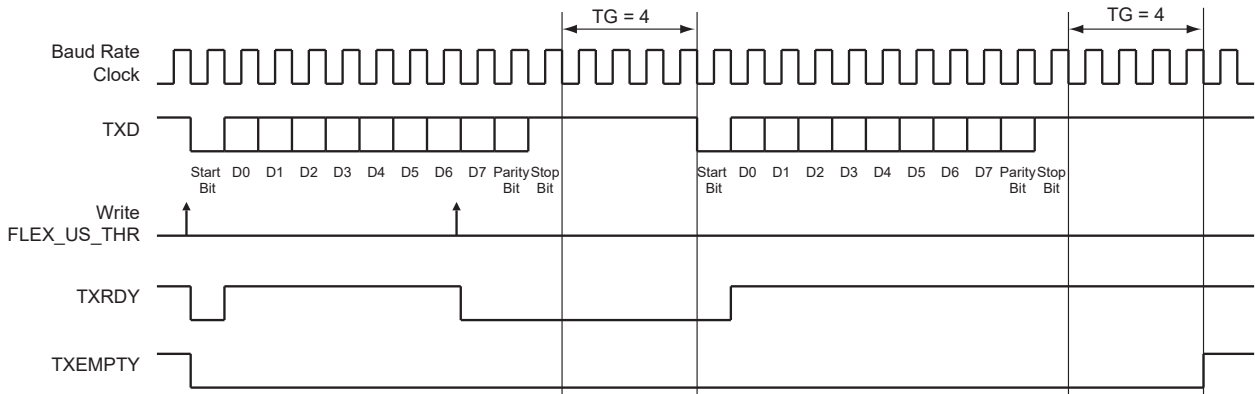 TG = 4 TG = 4
Baud Rate
Clock
TXD
Start D0 D1 D2 D3 D4 D5 D6 D7 Parity Stop Start D0 D1 D2 D3 D4 D5 D6 D7 Parity Stop
Bit Bit Bit Bit Bit Bit
Write
FLEX_US_THR
TXRDY
TXEMPTY